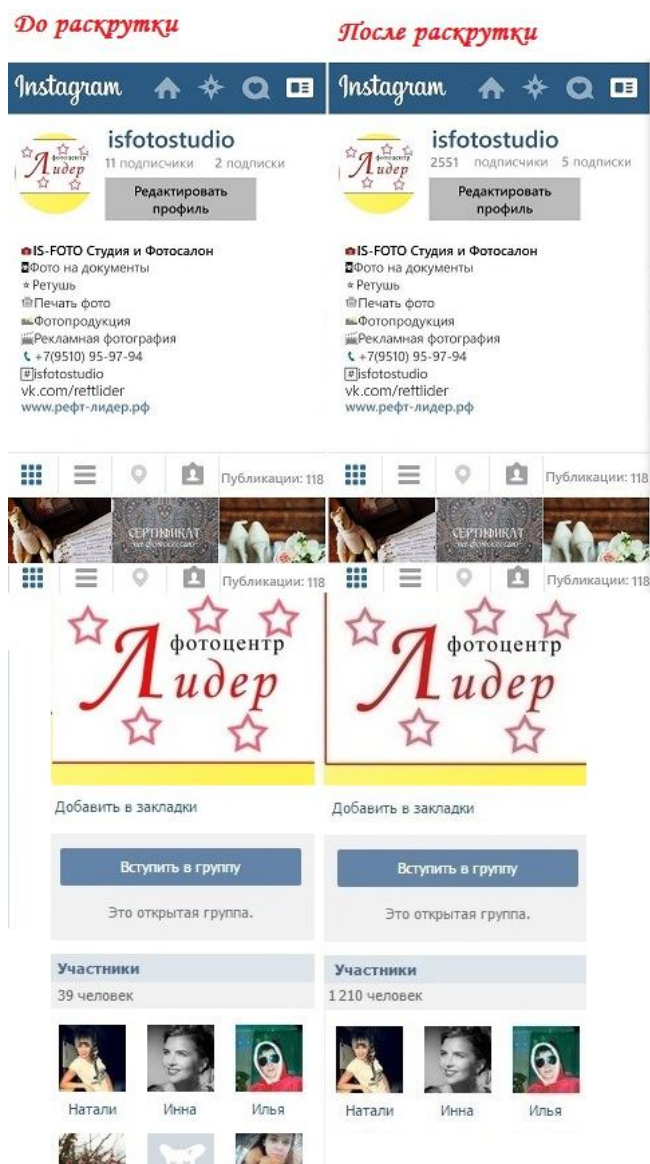 До раскрутки
После раскрутки
Instagram
Instagram
фотоцентр
Лидер
isfotostudio
11 подписчики 2 подписки
Редактировать
профиль
фотоцентр
Лидер
isfotostudio
2551 подписчики 5 подписки
Редактировать
профиль
IS-FOTO Студия и Фотосалон
Фото на документы
Ретушь
Печать фото
Фотопродукция
Рекламная фотография
+7(9510) 95-97-94
#isfotostudio
vk.com/reftlider
www.рефт-лидер.рф
IS-FOTO Студия и Фотосалон
Фото на документы
Ретушь
Печать фото
Фотопродукция
Рекламная фотография
+7(9510) 95-97-94
#isfotostudio
vk.com/reftlider
www.рефт-лидер.рф
Публикации: 118
Публикации: 118
СЕРТИФИКАТ
на фотосессию
СЕРТИФИКАТ
на фотосессию
Публикации: 118
Публикации: 118
фотоцентр
Лидер
фотоцентр
Лидер
Добавить в закладки
Добавить в закладки
Вступить в группу
Это открытая группа.
Вступить в группу
Это открытая группа.
Участники
39 человек
Участники
1210 человек
Натали Инна Илья
Натали Инна Илья